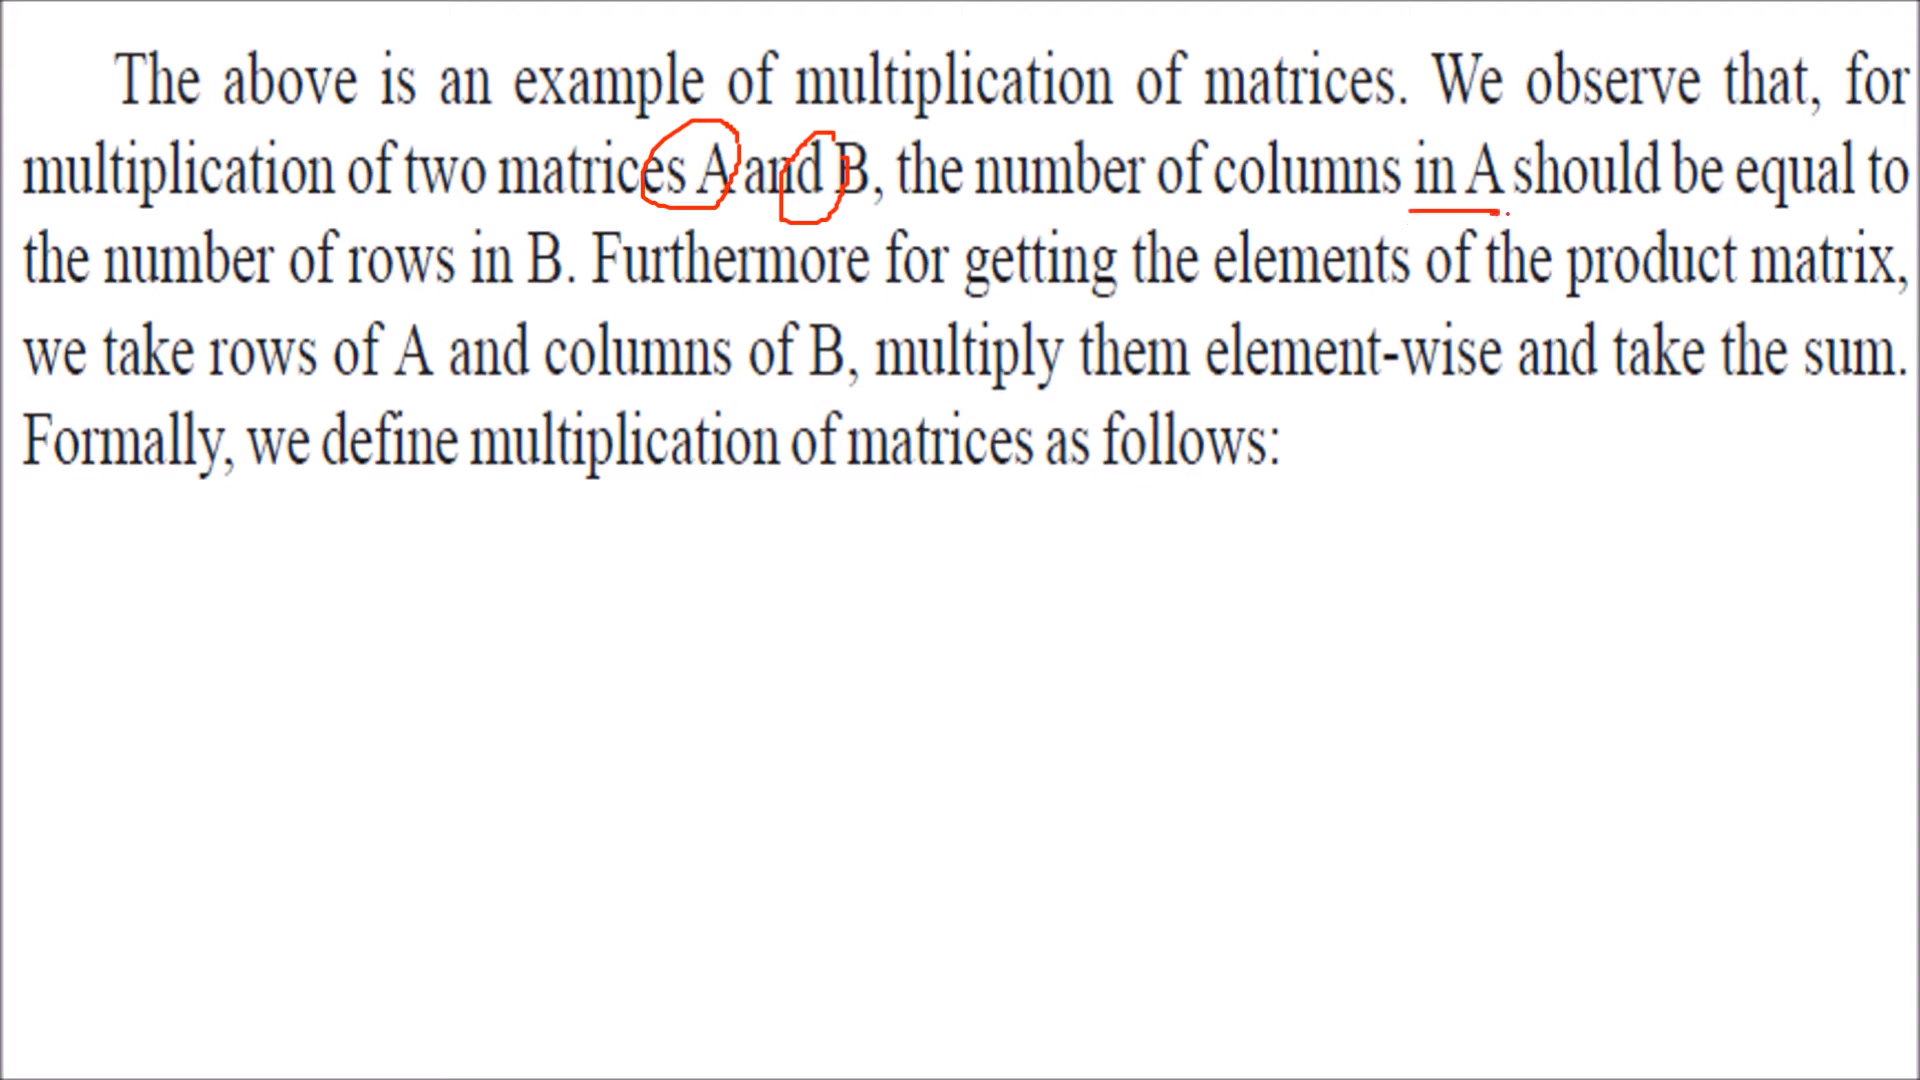 The above is an example of multiplication of matrices. We observe that, for
multiplication of two matrices A and B, the number of columns in A should be equal to
the number of rows in B. Furthermore for getting the elements of the product matrix,
we take rows of A and columns of B, multiply them element-wise and take the sum.
Formally, we define multiplication of matrices as follows: